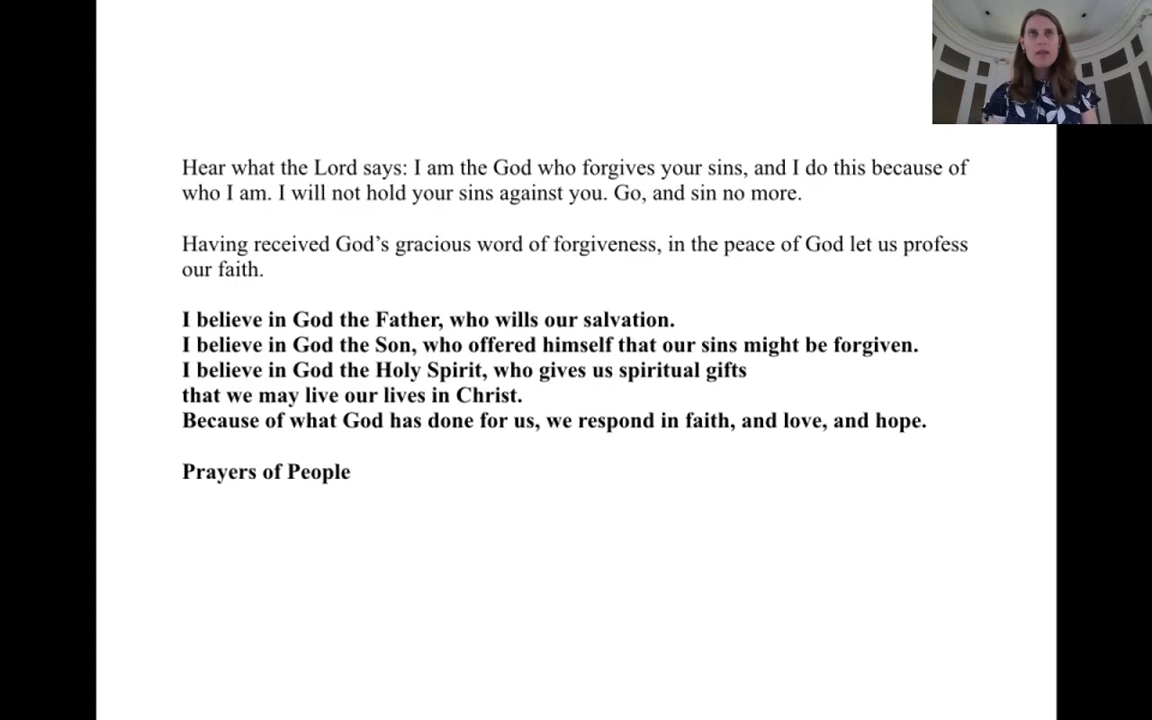 Hear what the Lord says: I am the God who forgives your sins, and I do this because of
who I am. I will not hold your sins against you. Go, and sin no more.
Having received God’s gracious word of forgiveness, in the peace of God let us profess
our faith.
I believe in God the Father, who wills our salvation.
I believe in God the Son, who offered himself that our sins might be forgiven.
I believe in God the Holy Spirit, who gives us spiritual gifts
that we may live our lives in Christ.
Because of what God has done for us, we respond in faith, and love, and hope.
Prayers of People